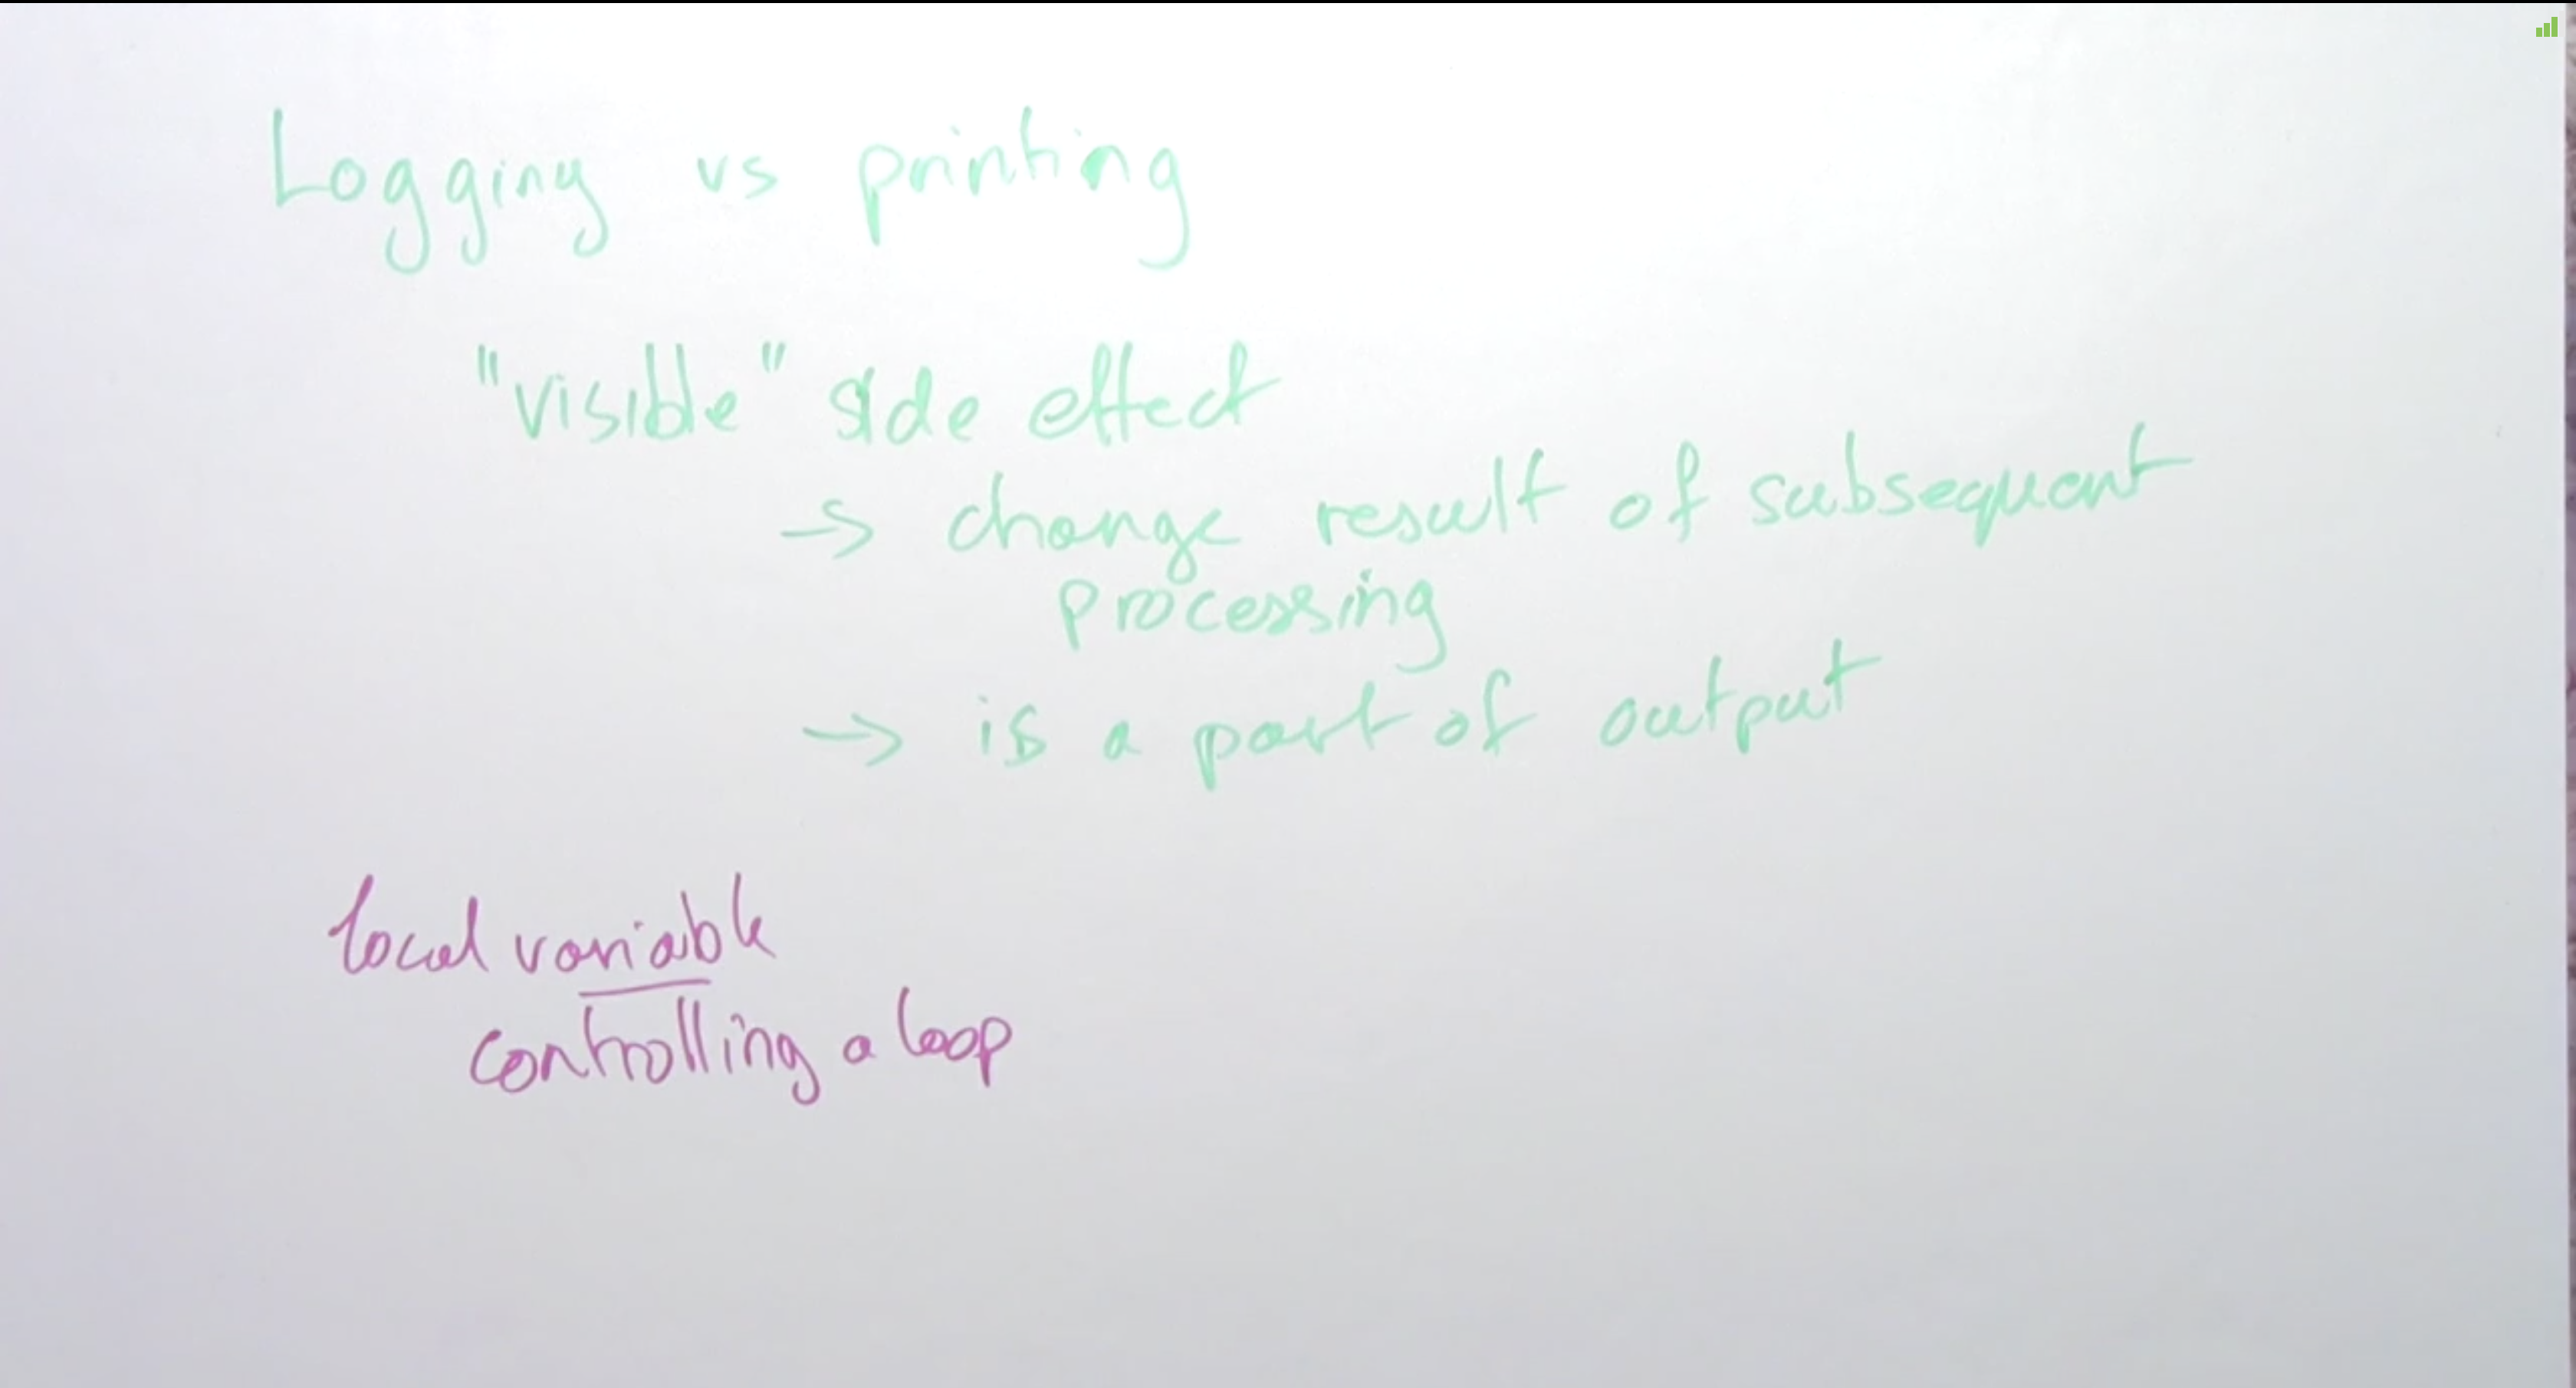 Logging vs printing
"visible" side effect
→ change result of subsequent
processing
→ is a part of output
local variable
controlling a loop